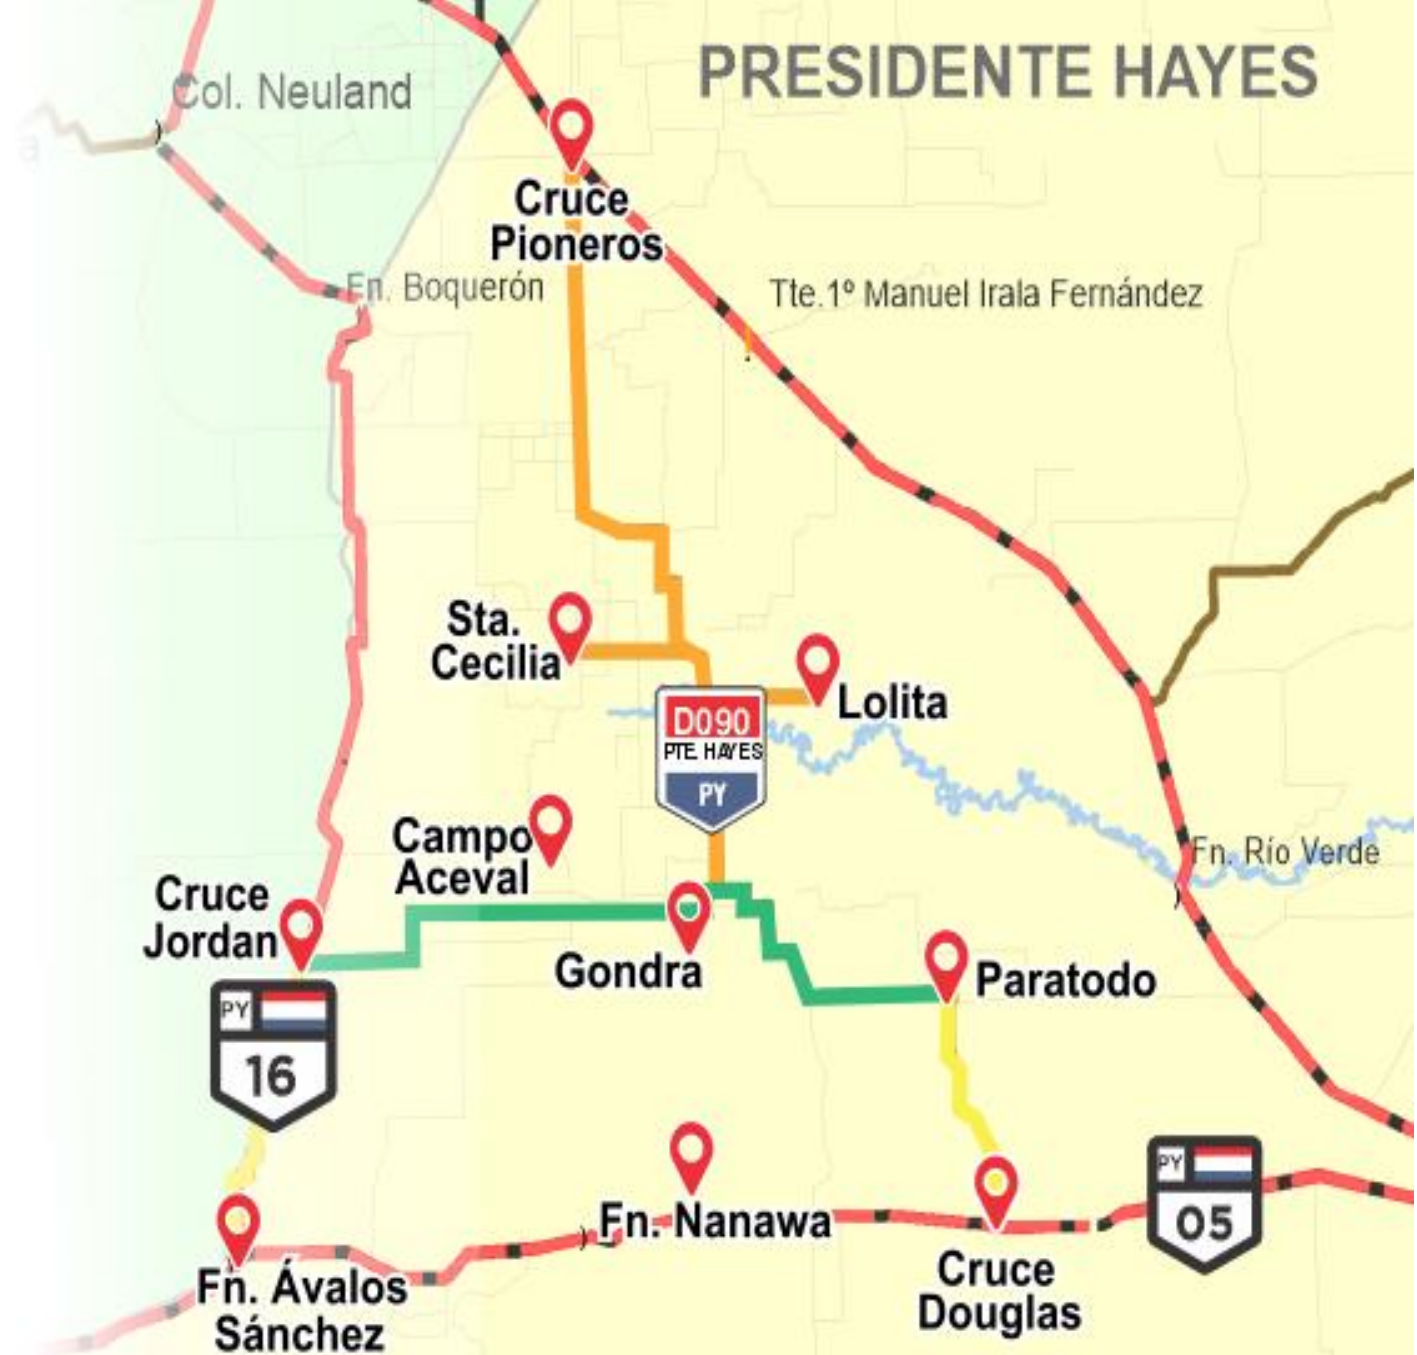 PRESIDENTE HAYES
Col. Neuland
Cruce
Pioneros
Fn. Boquerón
Tte.1º Manuel Irala Fernández
Sta.
Cecilia
Lolita
D090
PTE. HAYES
PY
Campo
Aceval
Fn. Río Verde
Cruce
Jordan
Gondra
Paratodo
PY
16
Fn. Nanawa
PY
05
Cruce
Douglas
Fn. Ávalos
Sánchez